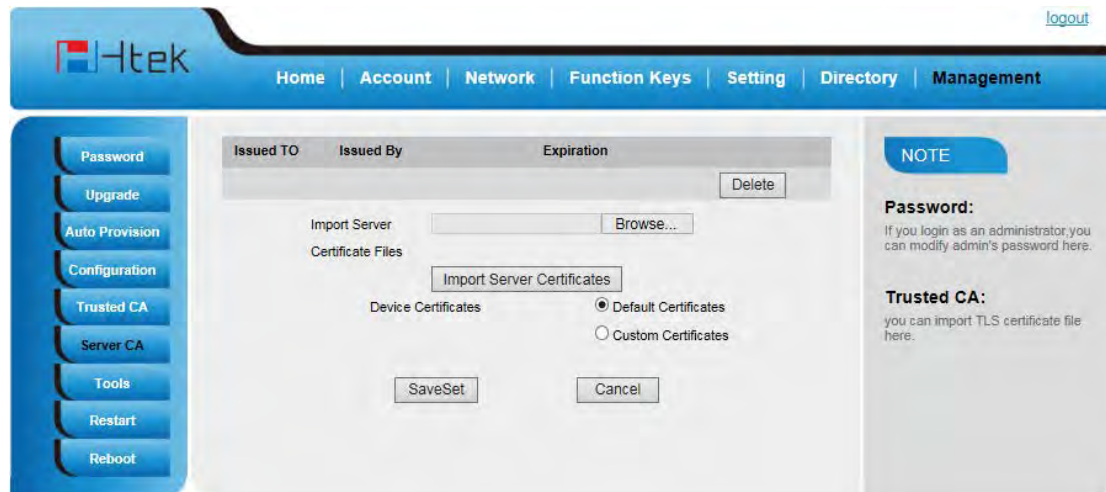 logout
Htek
Home | Account | Network | Function Keys | Setting | Directory | Management
Password
Upgrade
Auto Provision
Configuration
Trusted CA
Server CA
Tools
Restart
Reboot
Issued TO Issued By Expiration
Delete
Import Server Browse...
Certificate Files
Import Server Certificates
Device Certificates Default Certificates
Custom Certificates
SaveSet Cancel
NOTE
Password:
If you login as an administrator,you
can modify admin's password here.
Trusted CA:
you can import TLS certificate file
here.